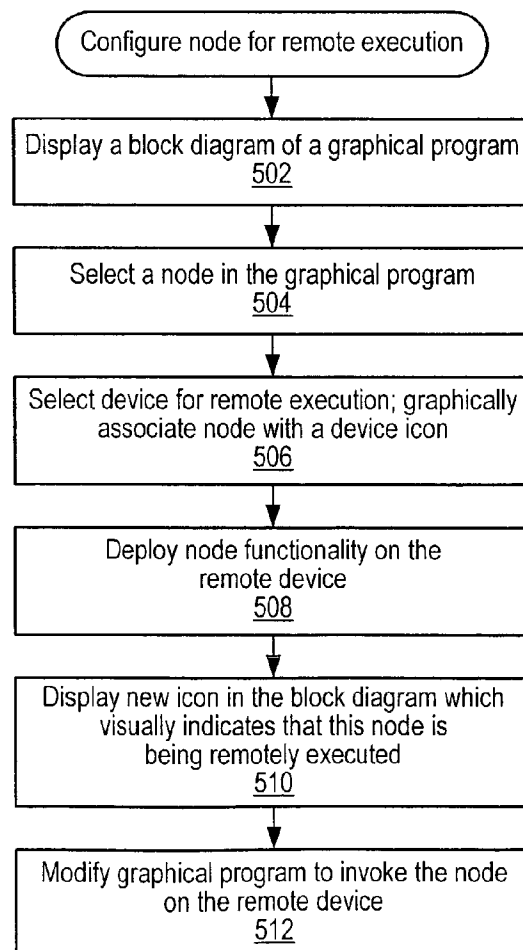 Configure node for remote execution
Display a block diagram of a graphical program
502
Select a node in the graphical program
504
Select device for remote execution; graphically
associate node with a device icon
506
Deploy node functionality on the
remote device
508
Display new icon in the block diagram which
visually indicates that this node is
being remotely executed
510
Modify graphical program to invoke the node
on the remote device
512